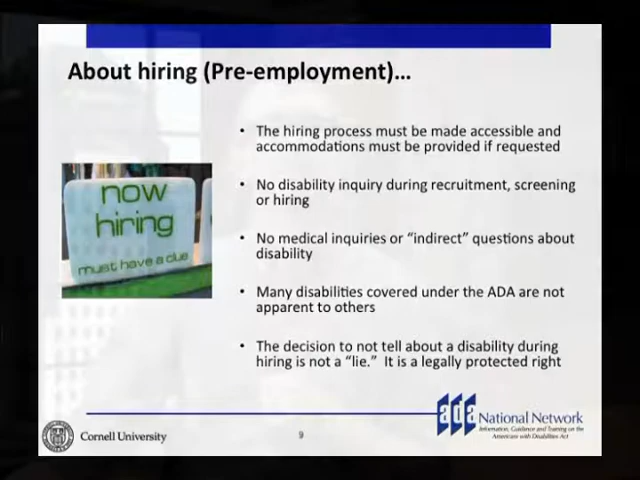 About hiring (Pre-employment)…
• The hiring process must be made accessible and
accommodations must be provided if requested
• No disability inquiry during recruitment, screening
or hiring
• No medical inquiries or “indirect” questions about
disability
• Many disabilities covered under the ADA are not
apparent to others
• The decision to not tell about a disability during
hiring is not a “lie.” It is a legally protected right
now
hiring
must have a clue
Cornell University
9
ada National Network
Information, Guidance and Training on the
Americans with Disabilities Act